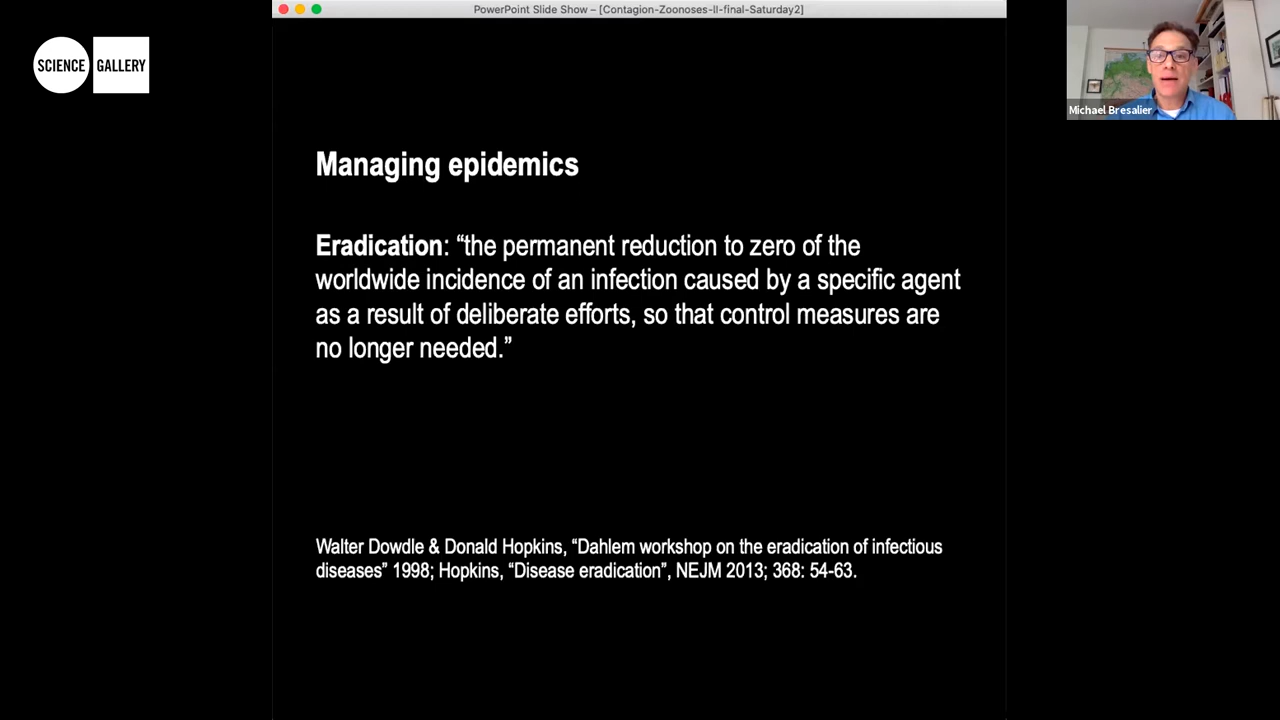 PowerPoint Slide Show – [Contagion-Zoonoses-II-final-Saturday2]
SCIENCE GALLERY
Michael Bresalier
Managing epidemics
Eradication: “the permanent reduction to zero of the
worldwide incidence of an infection caused by a specific agent
as a result of deliberate efforts, so that control measures are
no longer needed.”
Walter Dowdle & Donald Hopkins, “Dahlem workshop on the eradication of infectious
diseases” 1998; Hopkins, “Disease eradication”, NEJM 2013; 368: 54-63.